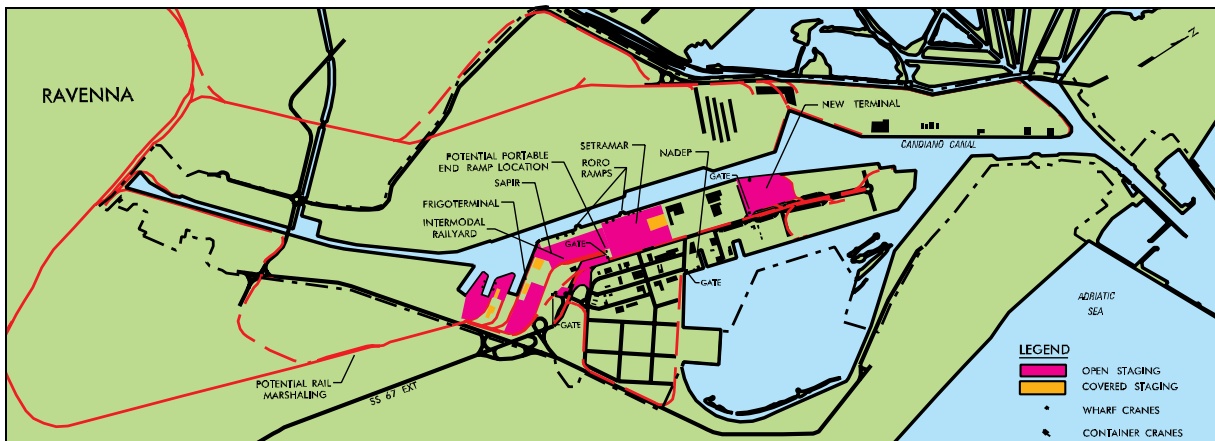 RAVENNA
N
NEW TERMINAL
SETRAMAR
NADEP
CANDIANO CANAL
POTENTIAL PORTABLE
END RAMP LOCATION
RORO
RAMPS
SAPIR
GATE
FRIGOTERMINAL
INTERMODAL
RAILYARD
GATE
GATE
GATE
ADRIATIC
SEA
POTENTIAL RAIL
MARSHALING
SS 67 EXT
LEGEND
OPEN STAGING
COVERED STAGING
WHARF CRANES
CONTAINER CRANES